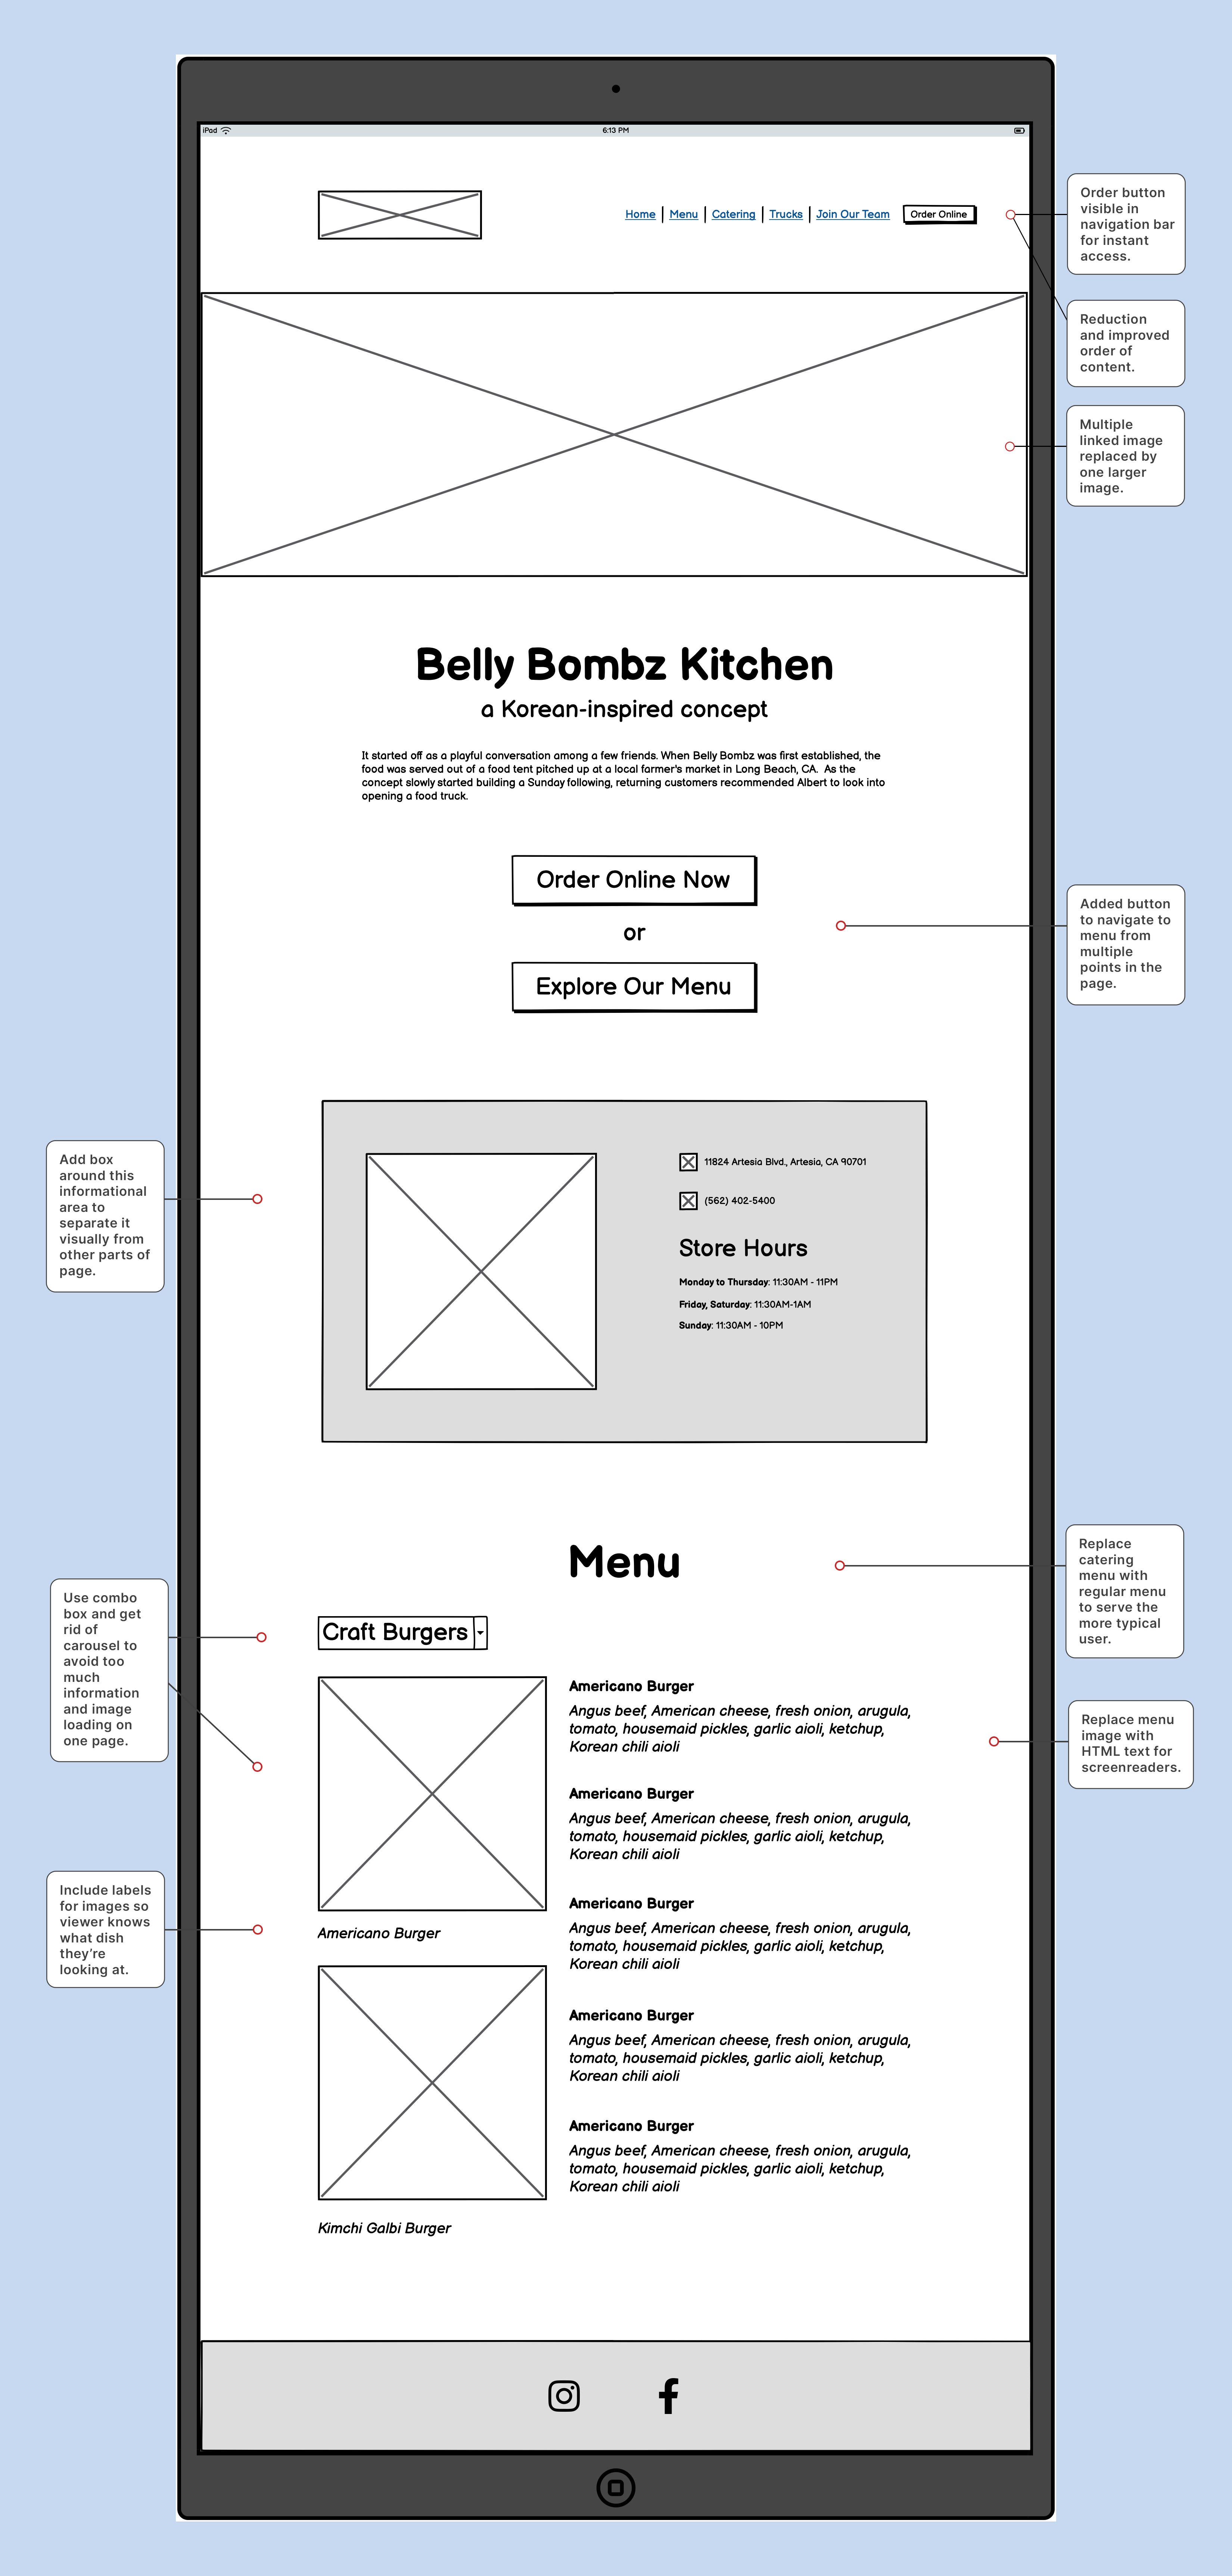 iPad
6:13 PM
Home
Menu
Catering
Trucks
Join Our Team
Order Online
Order button
visible in
navigation bar
for instant
access.
Reduction
and improved
order of
content.
Multiple
linked image
replaced by
one larger
image.
Belly Bombz Kitchen
a Korean-inspired concept
It started off as a playful conversation among a few friends. When Belly Bombz was first established, the
food was served out of a food tent pitched up at a local farmer's market in Long Beach, CA. As the
concept slowly started building a Sunday following, returning customers recommended Albert to look into
opening a food truck.
Order Online Now
or
Explore Our Menu
Added button
to navigate to
menu from
multiple
points in the
page.
Add box
around this
informational
area to
separate it
visually from
other parts of
page.
11824 Artesia Blvd., Artesia, CA 90701
(562) 402-5400
Store Hours
Monday to Thursday: 11:30AM - 11PM
Friday, Saturday: 11:30AM-1AM
Sunday: 11:30AM - 10PM
Menu
Replace
catering
menu with
regular menu
to serve the
more typical
user.
Use combo
box and get
rid of
carousel to
avoid too
much
information
and image
loading on
one page.
Craft Burgers
Americano Burger
Angus beef, American cheese, fresh onion, arugula,
tomato, housemaid pickles, garlic aioli, ketchup,
Korean chili aioli
Replace menu
image with
HTML text for
screenreaders.
Americano Burger
Angus beef, American cheese, fresh onion, arugula,
tomato, housemaid pickles, garlic aioli, ketchup,
Korean chili aioli
Include labels
for images so
viewer knows
what dish
they're
looking at.
Americano Burger
Americano Burger
Angus beef, American cheese, fresh onion, arugula,
tomato, housemaid pickles, garlic aioli, ketchup,
Korean chili aioli
Americano Burger
Angus beef, American cheese, fresh onion, arugula,
tomato, housemaid pickles, garlic aioli, ketchup,
Korean chili aioli
Americano Burger
Angus beef, American cheese, fresh onion, arugula,
tomato, housemaid pickles, garlic aioli, ketchup,
Korean chili aioli
Kimchi Galbi Burger